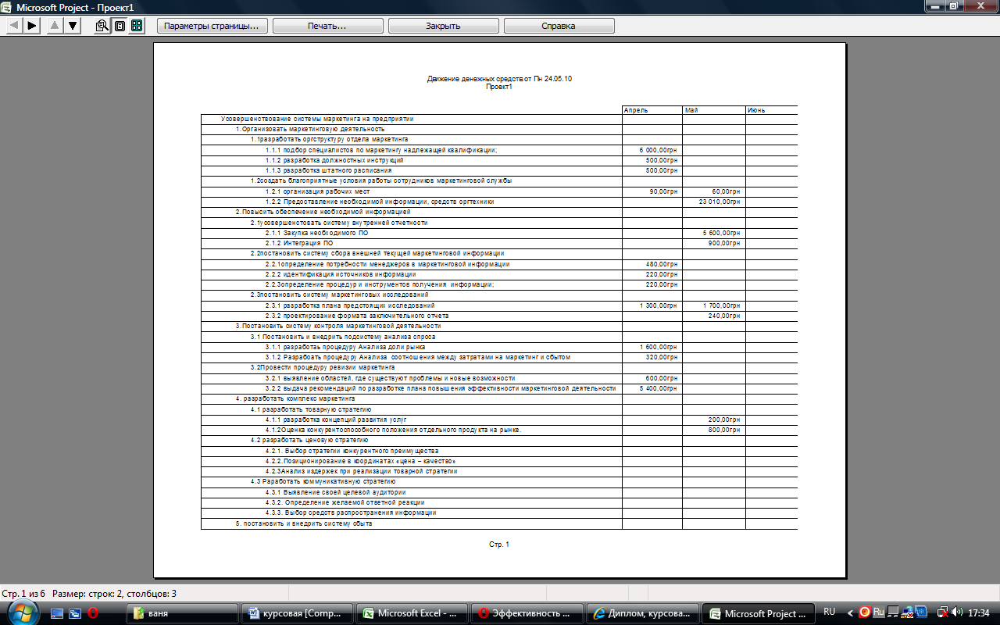 Microsoft Project - Проект1
Параметры страницы... Печать... Закрыть Справка
Движение денежных средств от Пн 24.05.10
Проект1
Апрель Май Июнь
Усовершенствование системы маркетинга на предприятии
1.Организовать маркетинговую деятельность
1.1разработать оргструктуру отдела маркетинга
1.1.1 подбор специалистов по маркетингу надлежащей квалификации; 6 000,00грн
1.1.2 разработка должностных инструкций 500,00грн
1.1.3 разработка штатного расписания 500,00грн
1.2создать благоприятные условия работы сотрудников маркетинговой службы
1.2.1 организация рабочих мест 90,00грн 60,00грн
1.2.2 Предоставление необходимой информации, средств оргтехники 23 010,00грн
2.Повысить обеспечение необходимой информацией
2.1усовершенстовать систему внутренней отчетности
2.1.1 Закупка необходимого ПО 5 600,00грн
2.1.2 Интеграция ПО 900,00грн
2.2постановить систему сбора внешней текущей маркетинговой информации
2.2.1определение потребности менеджеров в маркетинговой информации 480,00грн
2.2.2 идентификация источников информации 220,00грн
2.2.3определение процедур и инструментов получения информации; 220,00грн
2.3постановить систему маркетинговых исследований
2.3.1 разработка плана предстоящих исследований 1 300,00грн 1 700,00грн
2.3.2 проектирование формата заключительного отчета 240,00грн
3.Постановить систему контроля маркетинговой деятельности
3.1 Постановить и внедрить подсистему анализа спроса
3.1.1 разработаь процедуру Анализа доли рынка 1 600,00грн
3.1.2 Разрабоать процедуру Анализа соотношения между затратами на маркетинг и сбытом 320,00грн
3.2Провести процедуру ревизии маркетинга
3.2.1 выявление областей, где существуют проблемы и новые возможности 600,00грн
3.2.2 выдача рекомендаций по разработке плана повышения эффективности маркетинговой деятельности 5 400,00грн
4. разработать комплекс маркетинга
4.1 разработать товарную стратегию
4.1.1 разработка концепций развития услуг 200,00грн
4.1.2Оценка конкурентоспособного положения отдельного продукта на рынке. 800,00грн
4.2 разработать ценовую стратегию
4.2.1. Выбор стратегии конкурентного преимущества
4.2.2.Позиционирование в координатах «цена – качество»
4.2.3Анализ издержек при реализации товарной стратегии
4.3 Раработать коммуникативную стратегию
4.3.1 Выявление своей целевой аудитории
4.3.2. Определение желаемой ответной реакции
4.3.3. Выбор средств распространения информации
5. постановить и внедрить систему сбыта
Стр. 1
Стр. 1 из 6 Размер: строк: 2, столбцов: 3
ваня курсовая [Comp... Microsoft Excel - ... Эффективность ... Диплом, курсова... Microsoft Project ... RU Ru 17:34